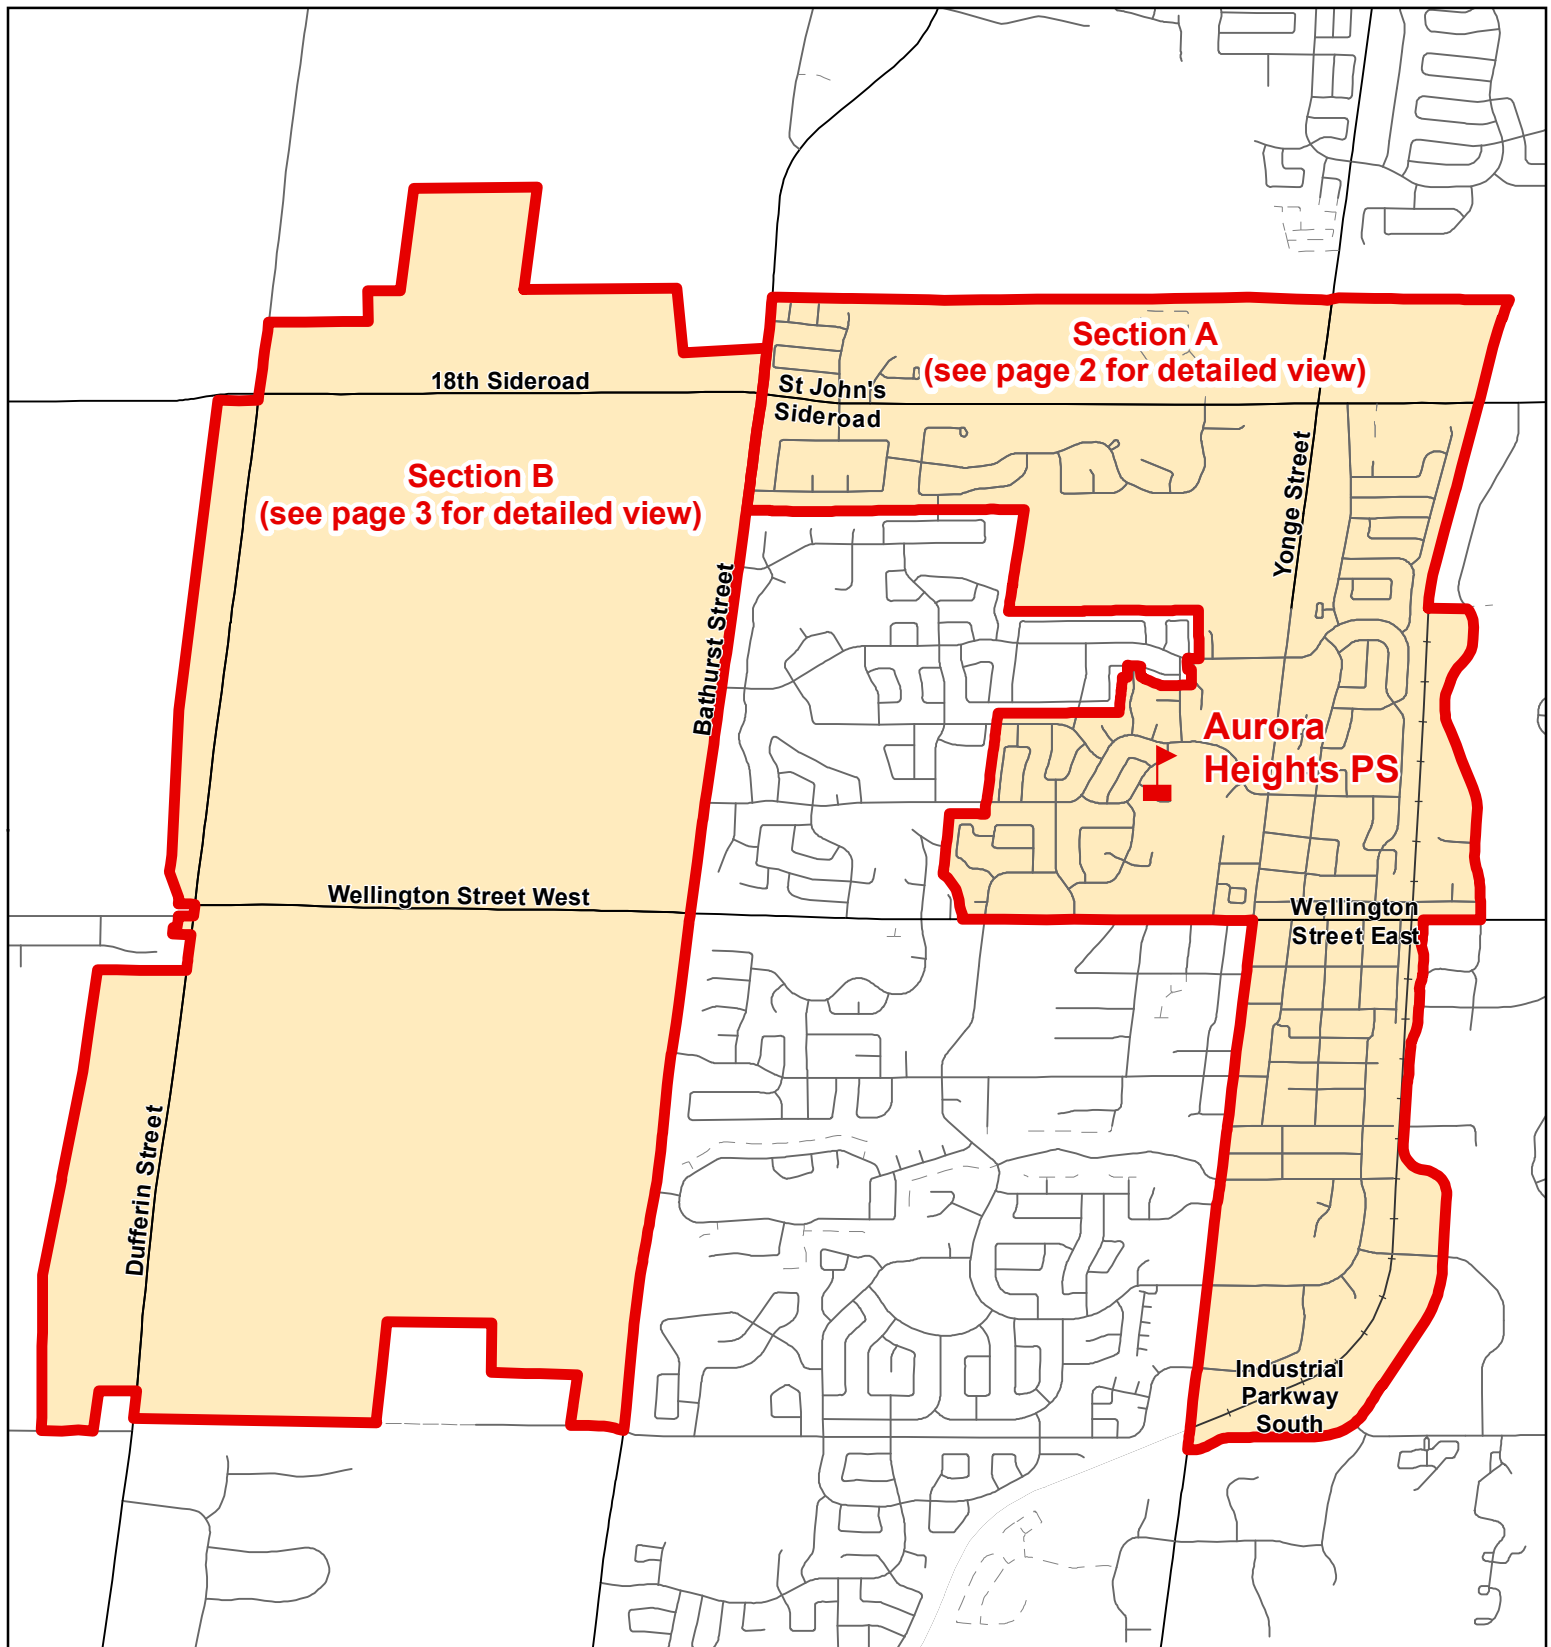 Section A
(see page 2 for detailed view)
18th Sideroad
St John's
Sideroad
Section B
(see page 3 for detailed view)
Yonge Street
Bathurst Street
Aurora
Heights PS
Wellington Street West
Wellington
Street East
Dufferin Street
Industrial
Parkway
South